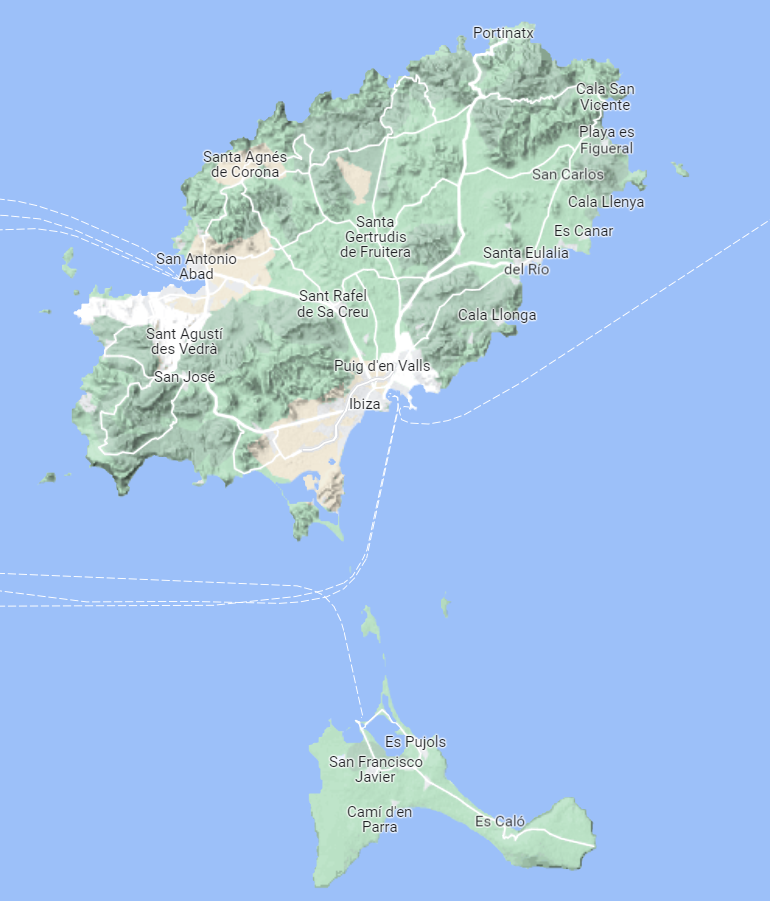 Portinatx
Cala San
Vicente
Playa es
Figueral
Santa Agnés
de Corona
San Carlos
Cala Llenya
Santa
Gertrudis
de Fruitera
Es Canar
Santa Eulalia
del Río
San Antonio
Abad
Sant Rafel
de Sa Creu
Cala Llonga
Sant Agustí
des Vedrà
Puig d'en Valls
San José
Ibiza
Es Pujols
San Francisco
Javier
Camí d'en
Parra
Es Caló